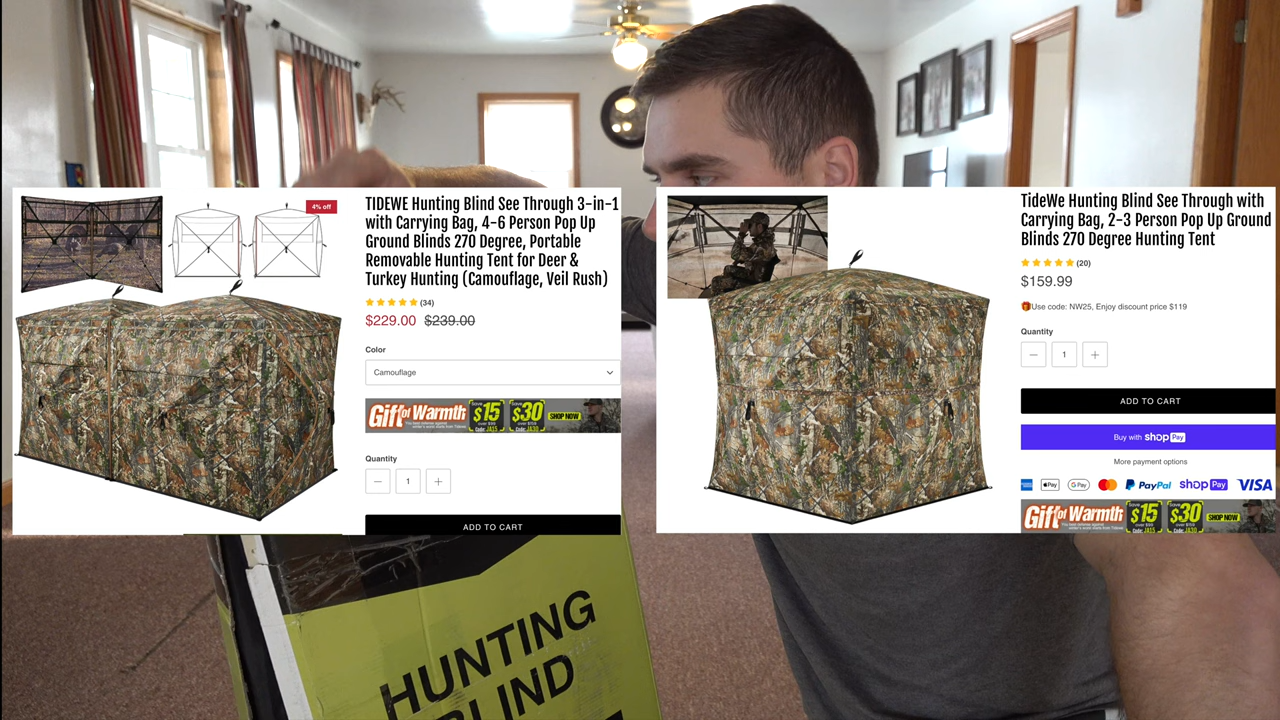 4% off
TIDEWE Hunting Blind See Through 3-in-1
with Carrying Bag, 4-6 Person Pop Up
Ground Blinds 270 Degree, Portable
Removable Hunting Tent for Deer &
Turkey Hunting (Camouflage, Veil Rush)
(34)
$229.00 $239.00
Color
Camouflage
Gift of Warmth $15 $30 SHOP NOW
Quantity
1
ADD TO CART
TideWe Hunting Blind See Through with
Carrying Bag, 2-3 Person Pop Up Ground
Blinds 270 Degree Hunting Tent
(20)
$159.99
Use code: NW25, Enjoy discount price $119
Quantity
1
ADD TO CART
Buy with shop Pay
More payment options
Pay G Pay PayPal shop Pay VISA
Gift of Warmth $15 $30 SHOP NOW
HUNTING
BLIND